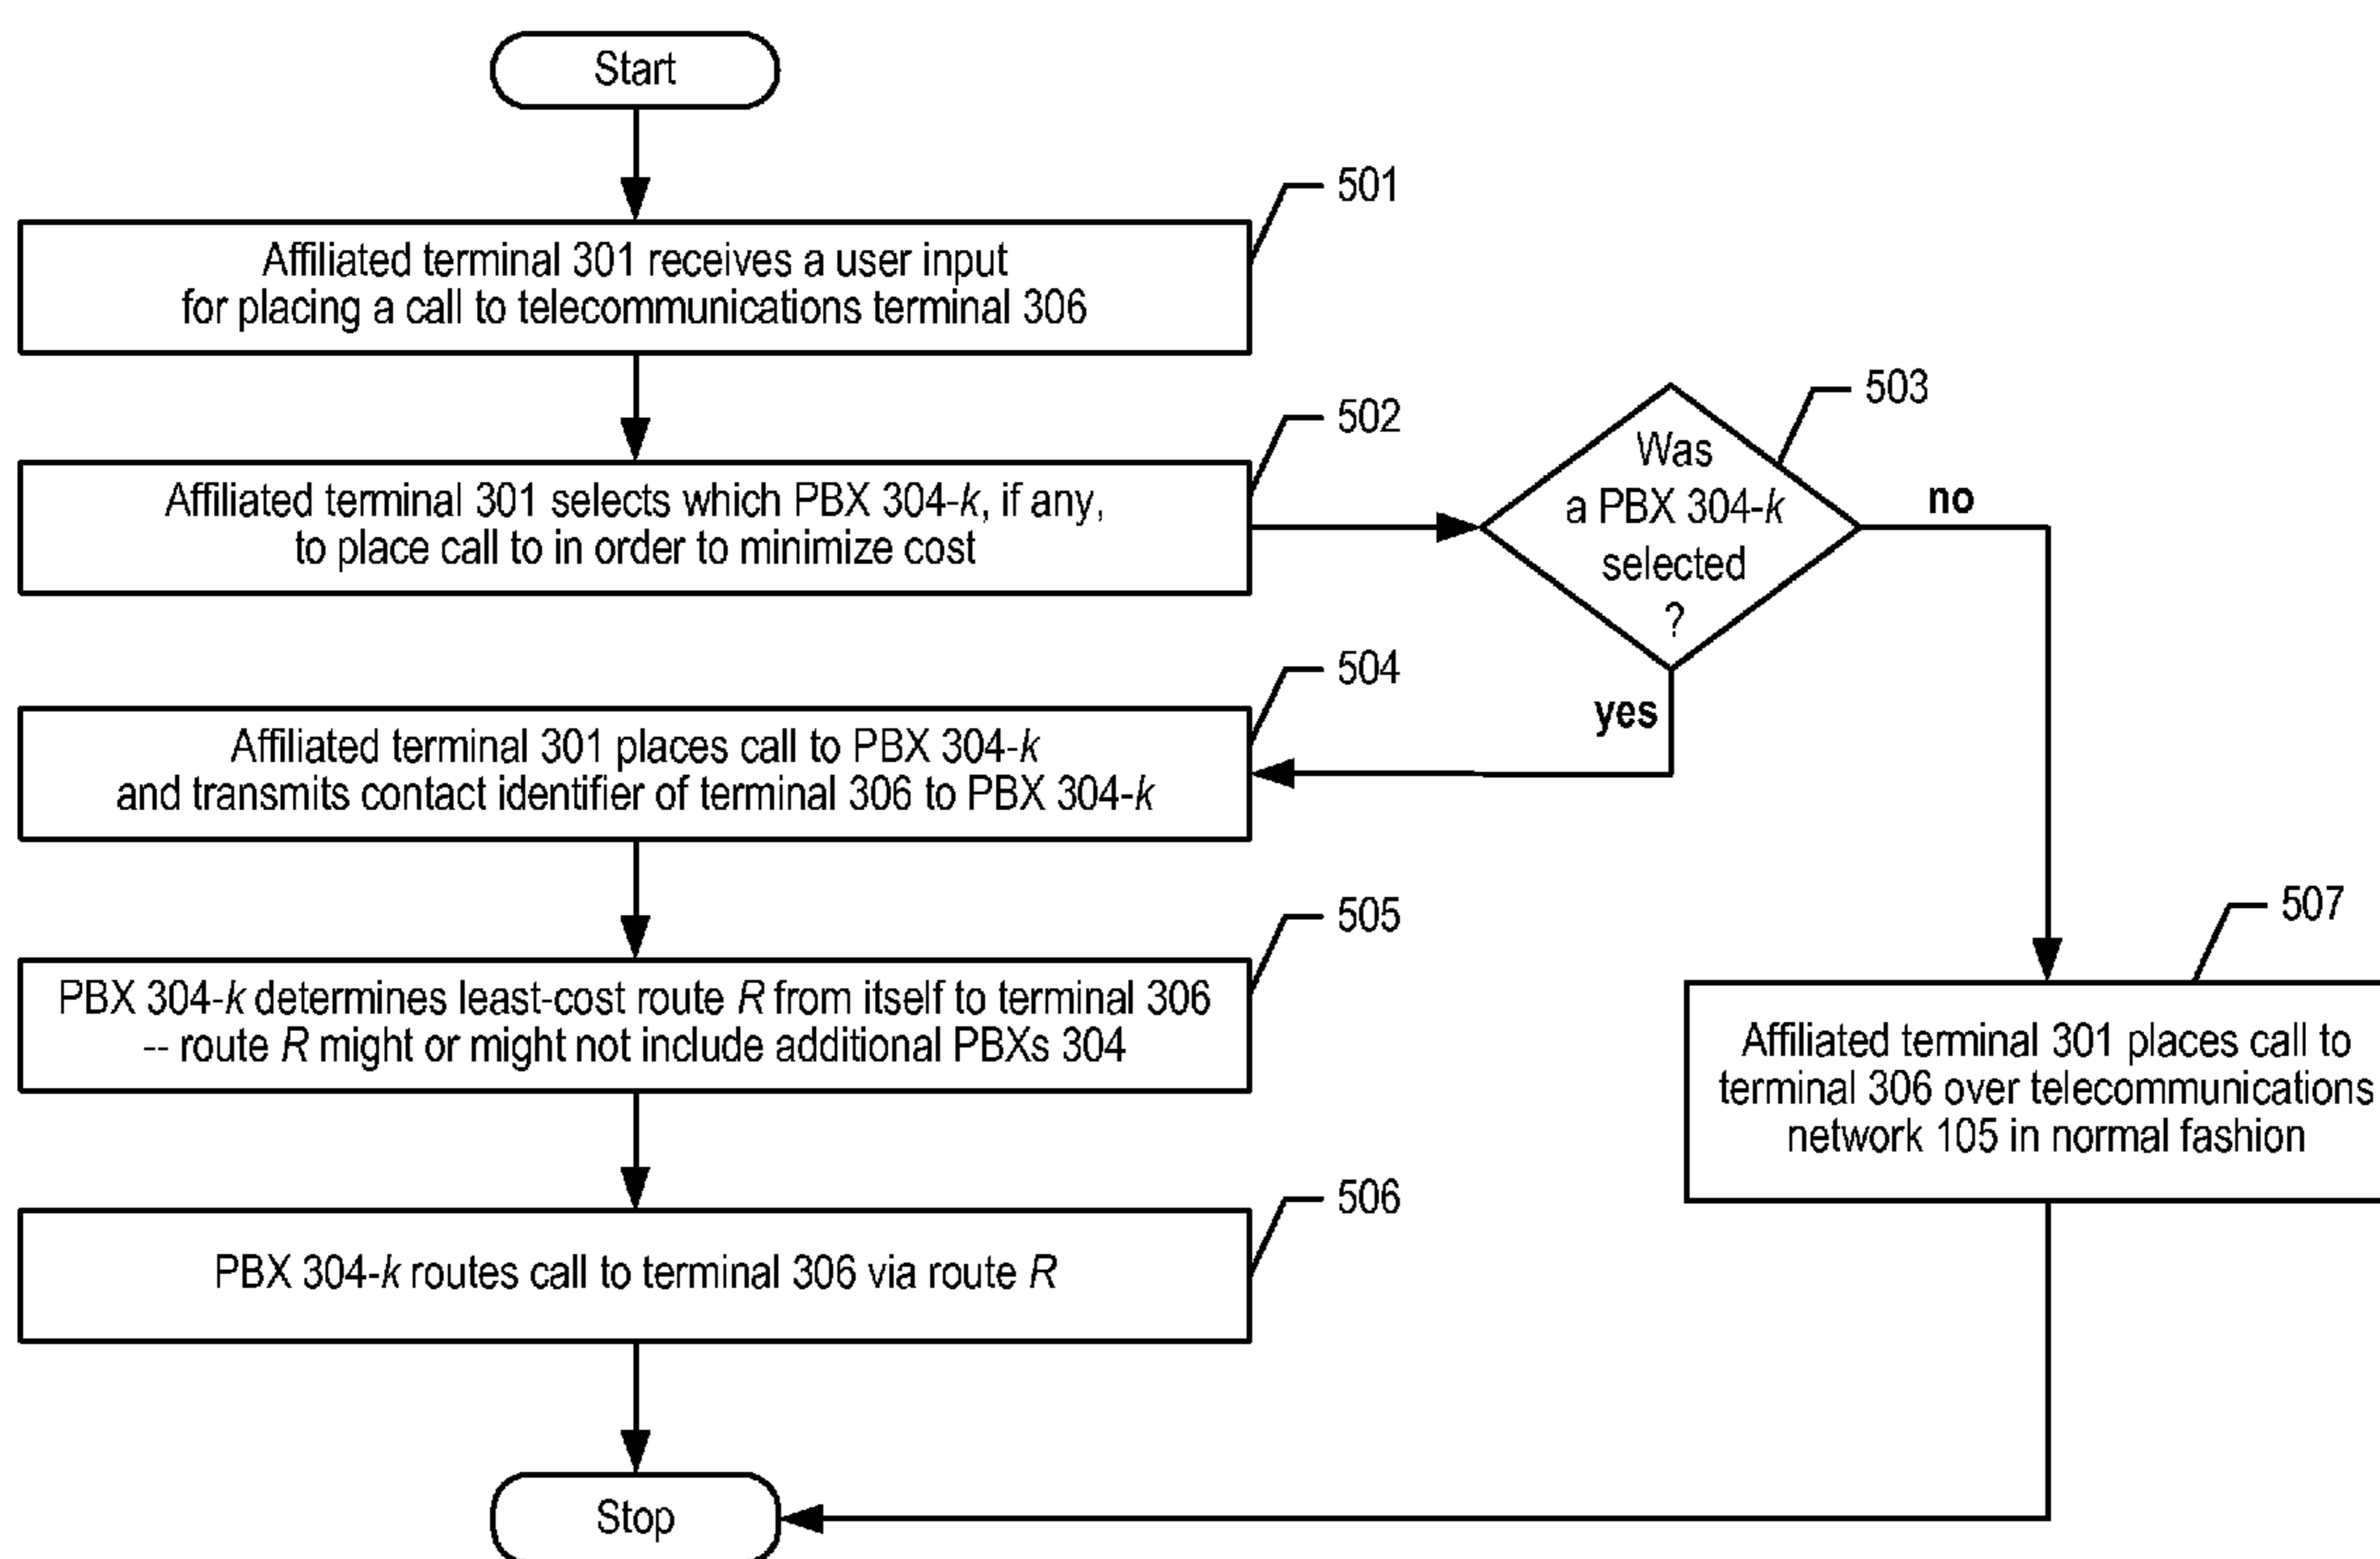 Start
501
Affiliated terminal 301 receives a user input
for placing a call to telecommunications terminal 306
502
Affiliated terminal 301 selects which PBX 304-k, if any,
to place call to in order to minimize cost
503
Was
a PBX 304-k
selected
?
no
yes
504
Affiliated terminal 301 places call to PBX 304-k
and transmits contact identifier of terminal 306 to PBX 304-k
505
PBX 304-k determines least-cost route R from itself to terminal 306
-- route R might or might not include additional PBXs 304
507
Affiliated terminal 301 places call to
terminal 306 over telecommunications
network 105 in normal fashion
506
PBX 304-k routes call to terminal 306 via route R
Stop